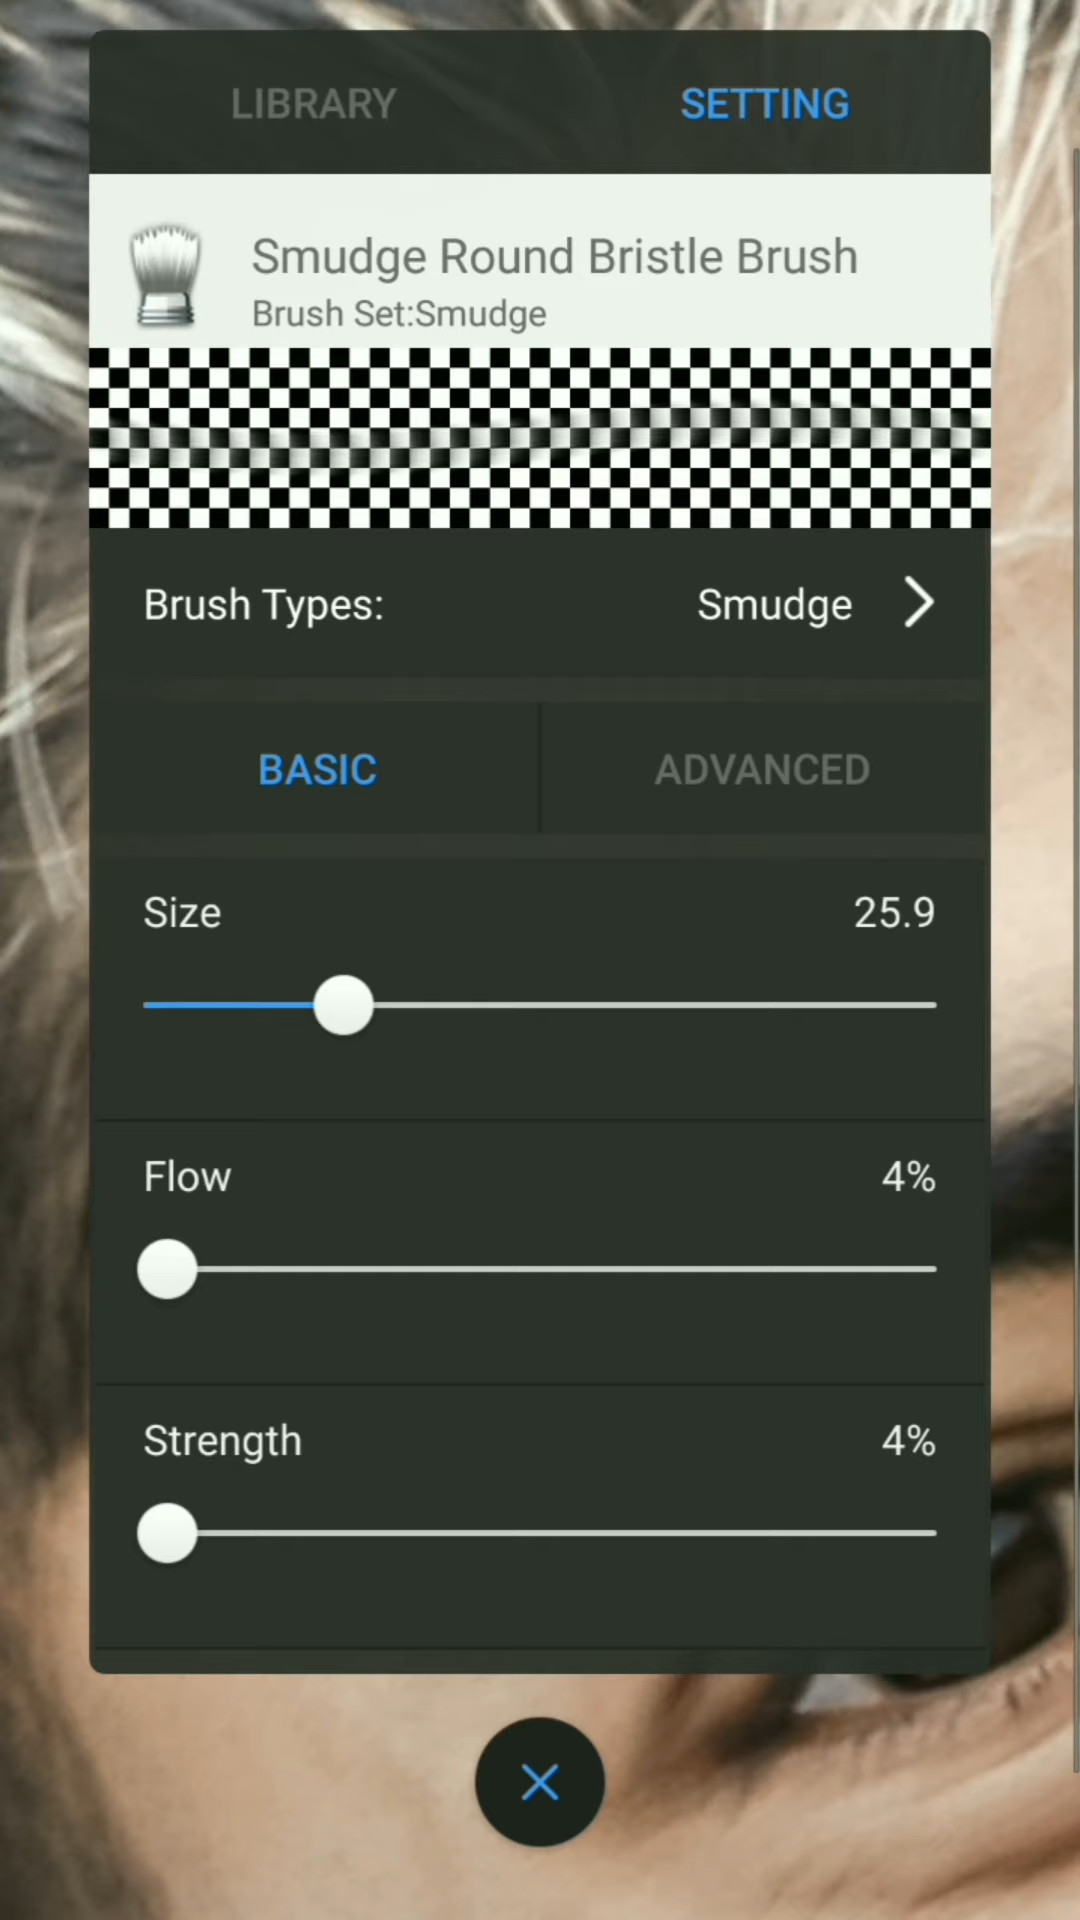 LIBRARY SETTING
Smudge Round Bristle Brush
Brush Set:Smudge
Brush Types: Smudge
BASIC ADVANCED
Size 25.9
Flow 4%
Strength 4%